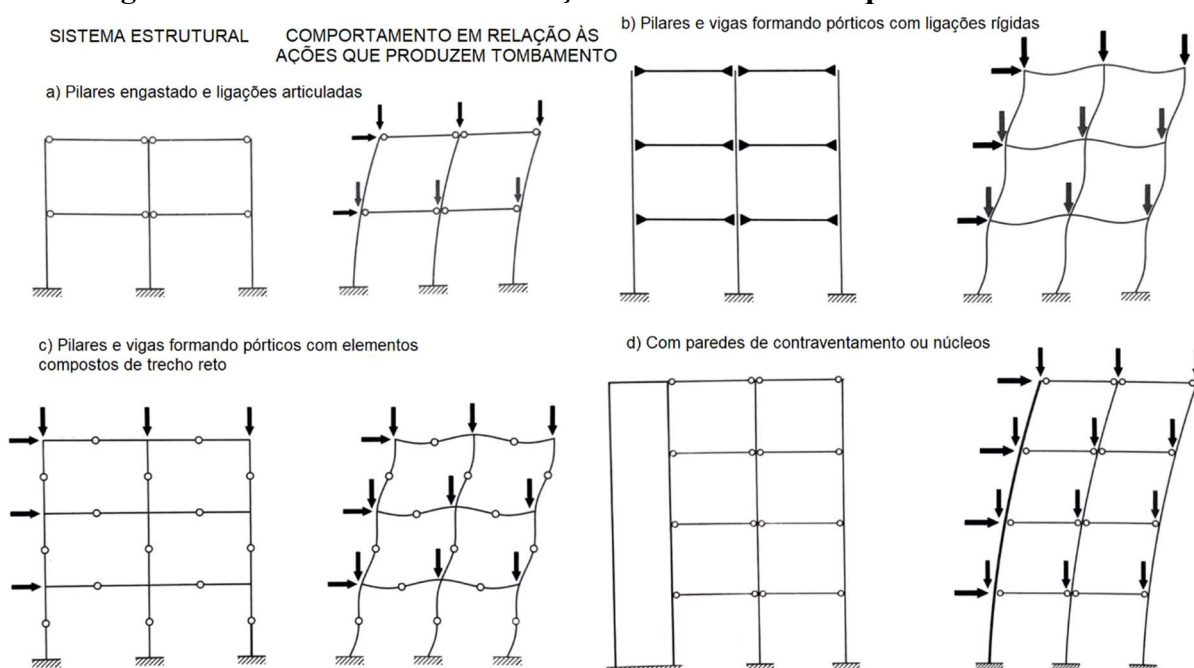 SISTEMA ESTRUTURAL
COMPORTAMENTO EM RELAÇÃO ÀS
AÇÕES QUE PRODUZEM TOMBAMENTO
a) Pilares engastado e ligações articuladas
b) Pilares e vigas formando pórticos com ligações rígidas
c) Pilares e vigas formando pórticos com elementos
compostos de trecho reto
d) Com paredes de contraventamento ou núcleos